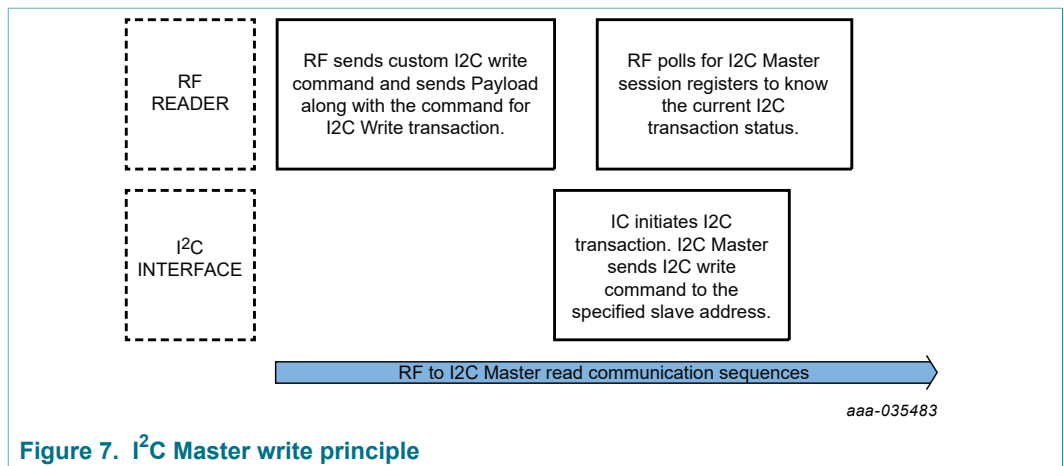 RF
READER
RF sends custom I2C write
command and sends Payload
along with the command for
I2C Write transaction.
RF polls for I2C Master
session registers to know
the current I2C
transaction status.
I2C
INTERFACE
IC initiates I2C
transaction. I2C Master
sends I2C write
command to the
specified slave address.
RF to I2C Master read communication sequences
aaa-035483
Figure 7. I2C Master write principle